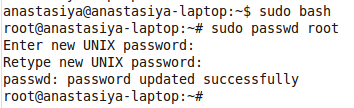 anastasiya@anastasiya-laptop:~$ sudo bash
root@anastasiya-laptop:~# sudo passwd root
Enter new UNIX password:
Retype new UNIX password:
passwd: password updated successfully
root@anastasiya-laptop:~#